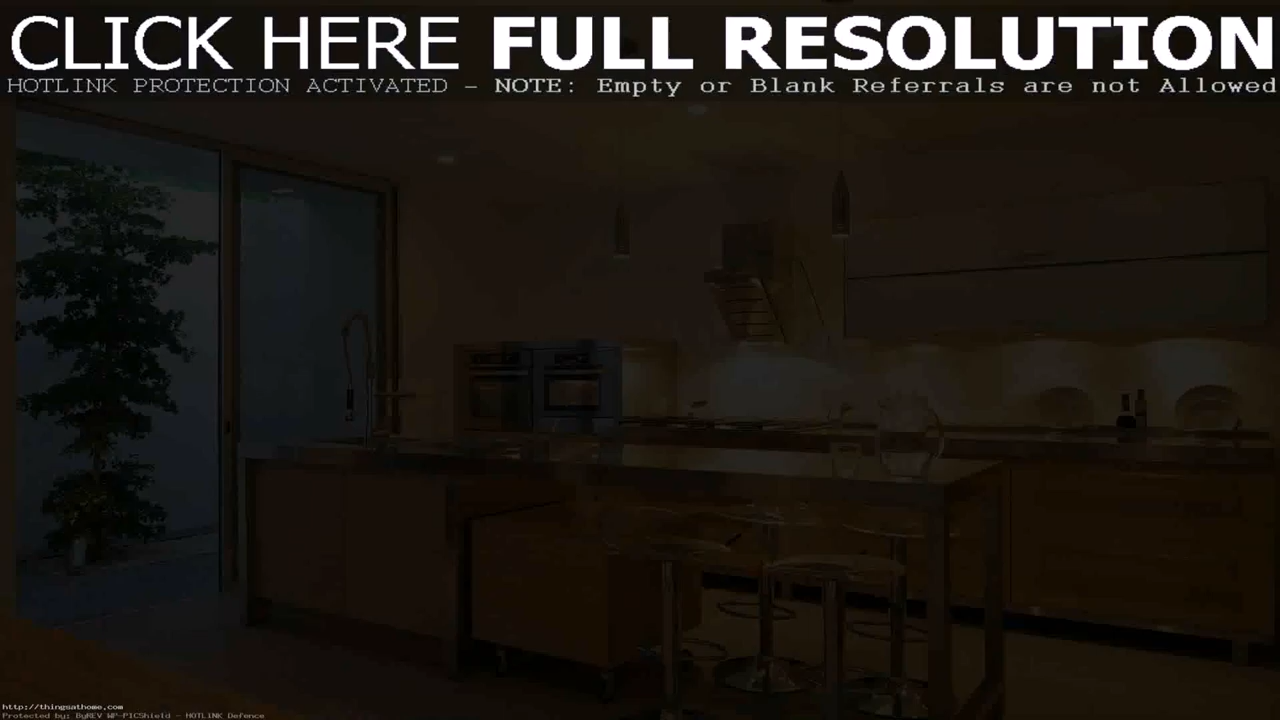 CLICK HERE FULL RESOLUTION
HOTLINK PROTECTION ACTIVATED - NOTE: Empty or Blank Referrals are not Allowed
http://thingsathome.com
Protected by: ByREV WP-PICShield - HOTLINK Defence